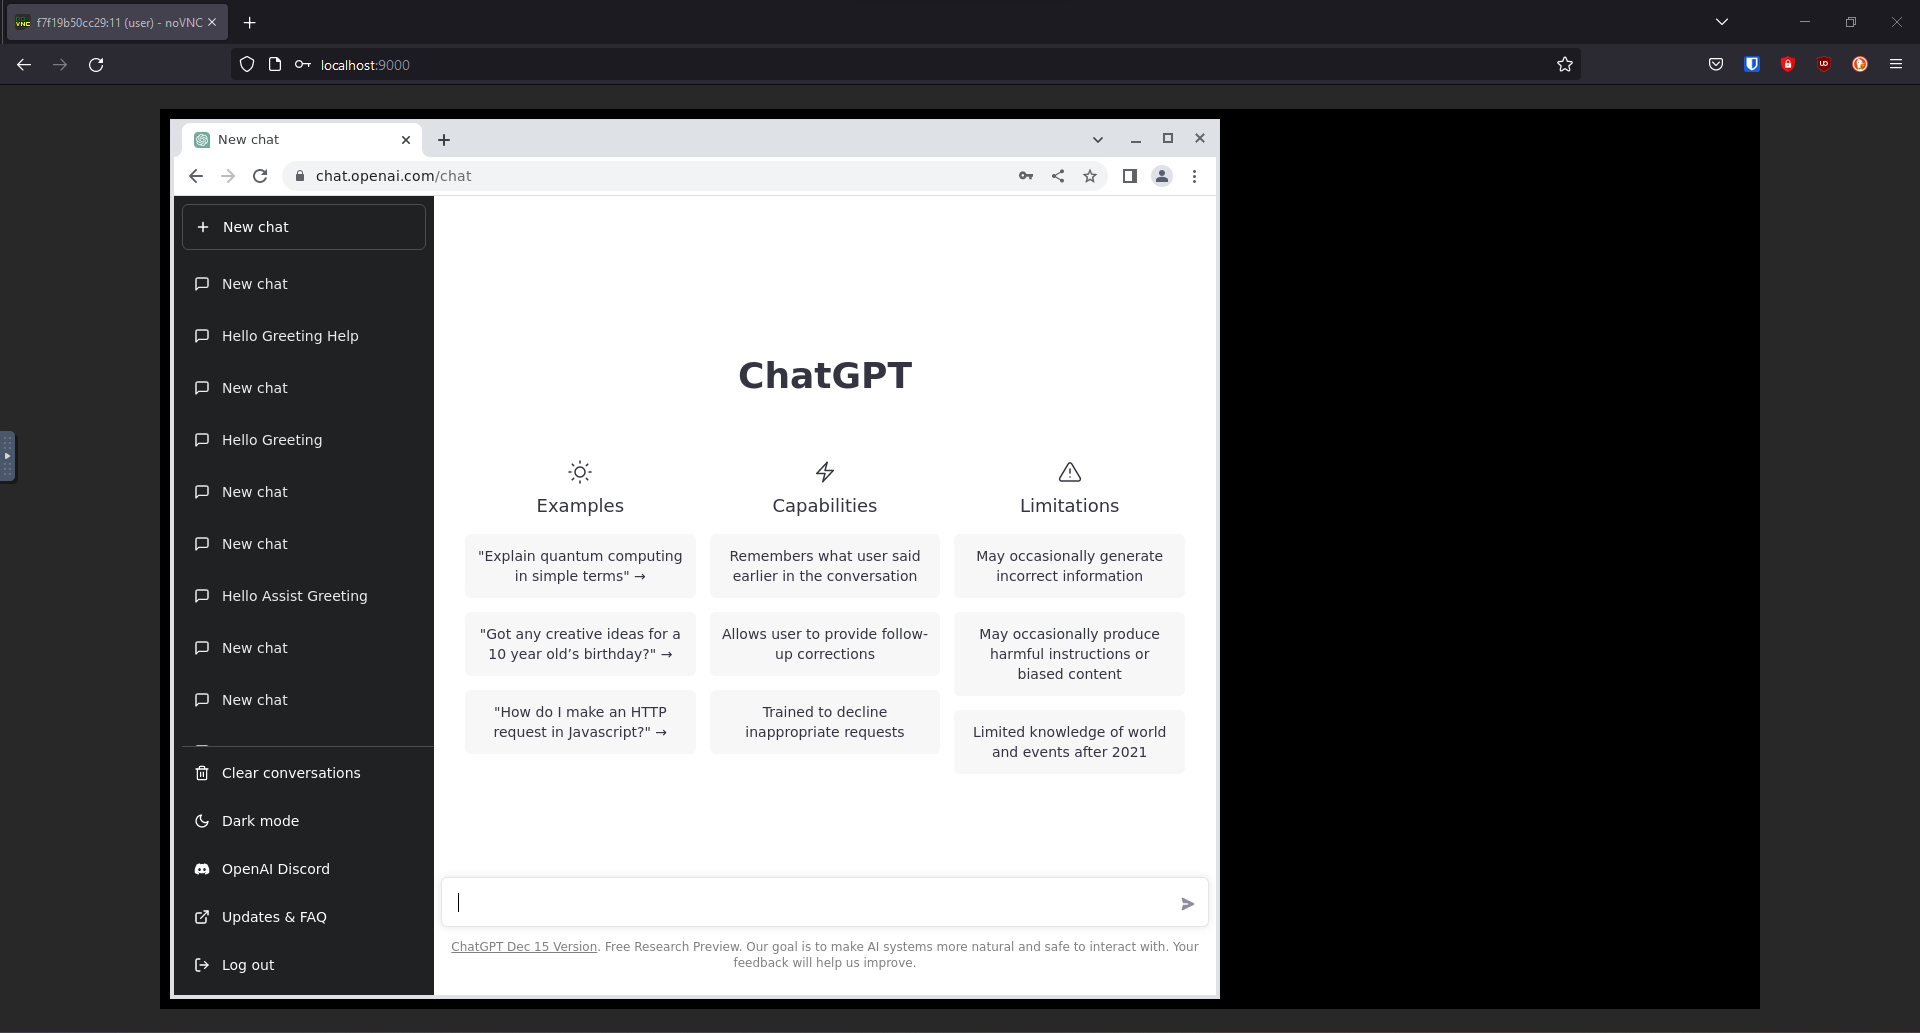 f7f19b50cc29:11 (user) - noVNC
localhost:9000
New chat
chat.openai.com/chat
New chat
New chat
Hello Greeting Help
New chat
Hello Greeting
New chat
New chat
Hello Assist Greeting
New chat
New chat
Clear conversations
Dark mode
OpenAI Discord
Updates & FAQ
Log out
ChatGPT
Examples
"Explain quantum computing
in simple terms" →
"Got any creative ideas for a
10 year old’s birthday?" →
"How do I make an HTTP
request in Javascript?" →
Capabilities
Remembers what user said
earlier in the conversation
Allows user to provide follow-
up corrections
Trained to decline
inappropriate requests
Limitations
May occasionally generate
incorrect information
May occasionally produce
harmful instructions or
biased content
Limited knowledge of world
and events after 2021
ChatGPT Dec 15 Version. Free Research Preview. Our goal is to make AI systems more natural and safe to interact with. Your
feedback will help us improve.